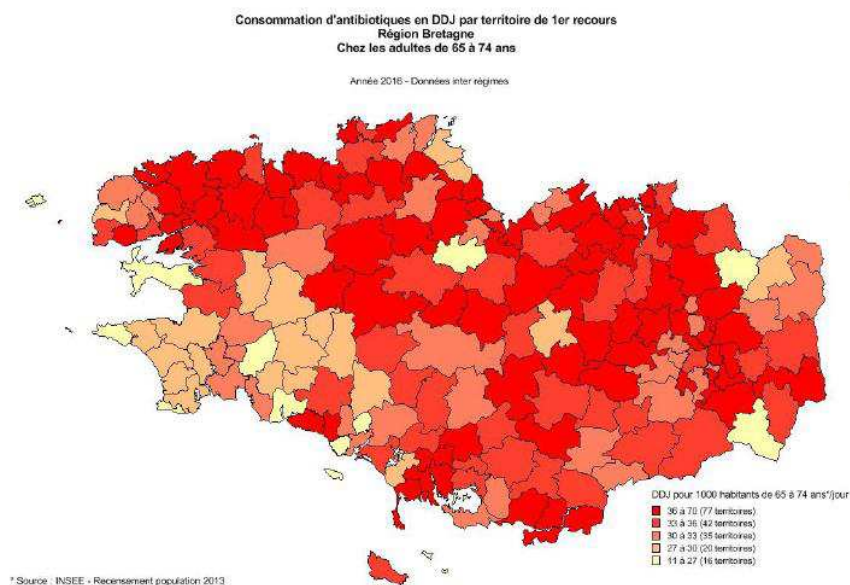 Consommation d'antibiotiques en DDJ par territoire de 1er recours
Région Bretagne
Chez les adultes de 65 à 74 ans
Année 2016 - Données inter régimes
DDJ pour 1000 habitants de 65 à 74 ans*/jour
36 à 70 (77 territoires)
33 à 36 (42 territoires)
30 à 33 (35 territoires)
27 à 30 (20 territoires)
11 à 27 (16 territoires)
* Source : INSEE - Recensement population 2013